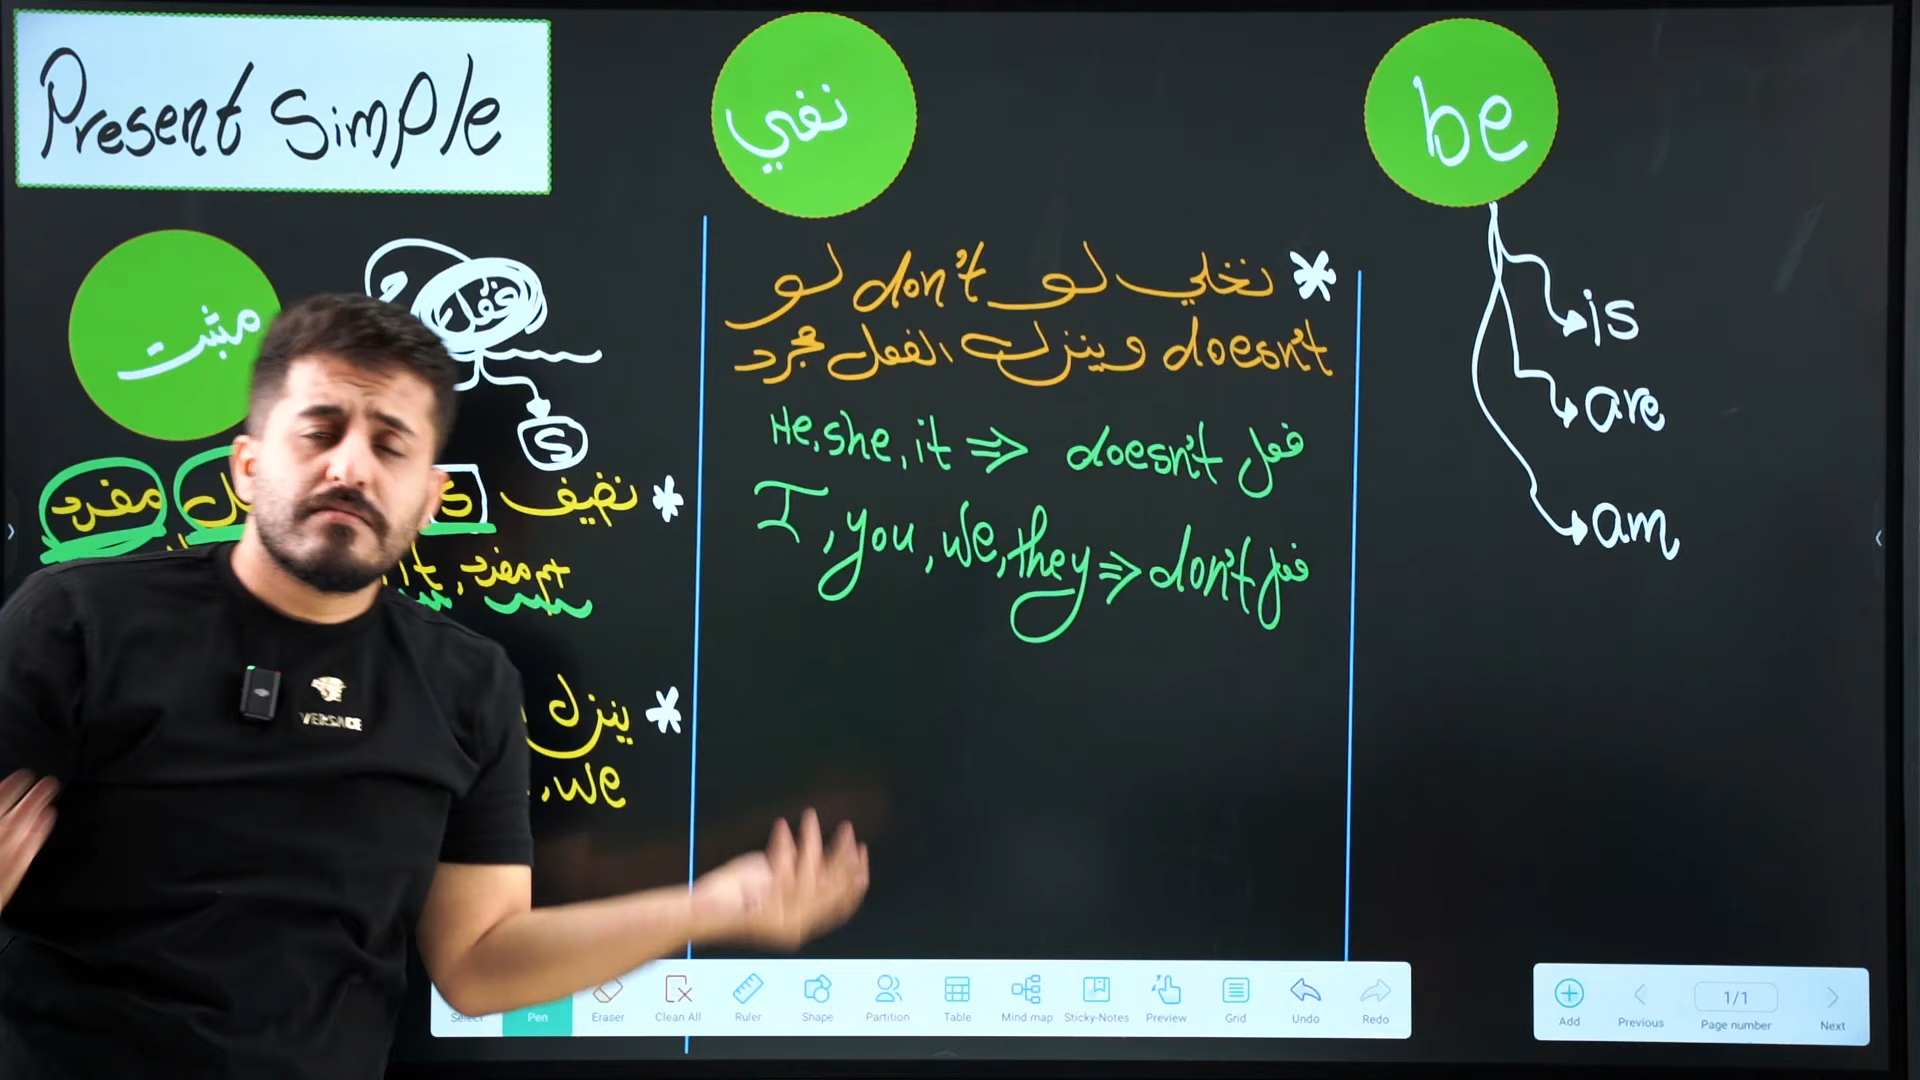 Present Simple
مثبت
فعل
S
* نضيف S مفرد
it, اسم مفرد
* ينزل
, we
نفي
* نخلي لو don't لو
doesn't وينزل الفعل مجرد
He, she, it ⇒ doesn't فعل
I, you, we, they ⇒ don't فعل
be
is
are
am
VERSACE
Select
Pen
Eraser
Clean All
Ruler
Shape
Partition
Table
Mind map
Sticky-Notes
Preview
Grid
Undo
Redo
Add
Previous
1/1
Page number
Next